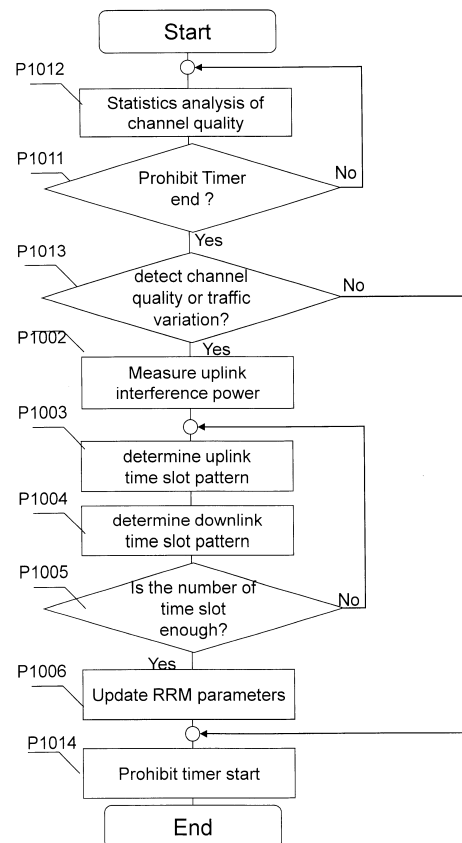 Start
P1012
Statistics analysis of
channel quality
P1011
Prohibit Timer
end ?
No
Yes
P1013
detect channel
quality or traffic
variation?
No
Yes
P1002
Measure uplink
interference power
P1003
determine uplink
time slot pattern
P1004
determine downlink
time slot pattern
P1005
Is the number of
time slot
enough?
No
Yes
P1006
Update RRM parameters
P1014
Prohibit timer start
End